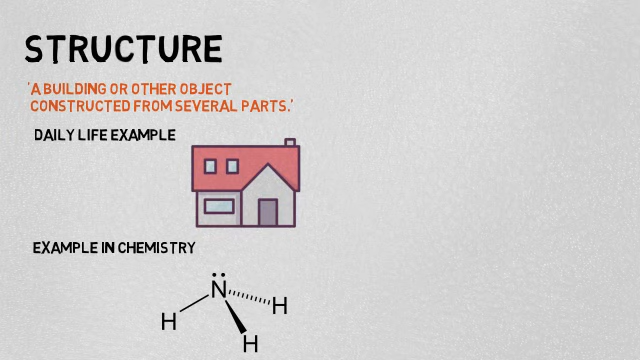 STRUCTURE
'A BUILDING OR OTHER OBJECT
CONSTRUCTED FROM SEVERAL PARTS.'
DAILY LIFE EXAMPLE
EXAMPLE IN CHEMISTRY
N
H
H
H